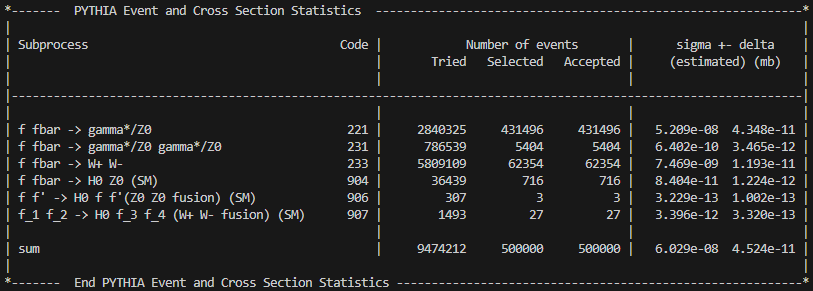 *-------  PYTHIA Event and Cross Section Statistics  -------------------------------------------------------------*
| Subprocess                                    Code |            Number of events       |      sigma +- delta    |
|                                                    |       Tried   Selected   Accepted |     (estimated) (mb)   |
|-----------------------------------------------------------------------------------------------------------------|
| f fbar -> gamma*/Z0                            221 |     2840325     431496     431496 |   5.209e-08  4.348e-11 |
| f fbar -> gamma*/Z0 gamma*/Z0                  231 |      786539       5404       5404 |   6.402e-10  3.465e-12 |
| f fbar -> W+ W-                                233 |     5809109      62354      62354 |   7.469e-09  1.193e-11 |
| f fbar -> H0 Z0 (SM)                           904 |       36439        716        716 |   8.404e-11  1.224e-12 |
| f f' -> H0 f f'(Z0 Z0 fusion) (SM)             906 |         307          3          3 |   3.229e-13  1.002e-13 |
| f_1 f_2 -> H0 f_3 f_4 (W+ W- fusion) (SM)      907 |        1493         27         27 |   3.396e-12  3.320e-13 |
| sum                                                |     9474212     500000     500000 |   6.029e-08  4.524e-11 |
*-------  End PYTHIA Event and Cross Section Statistics ----------------------------------------------------------*